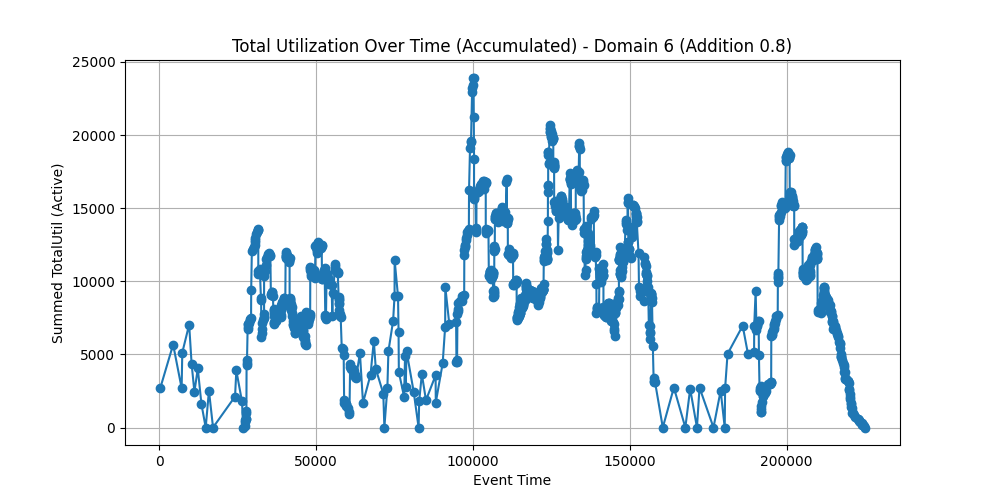 Total Utilization Over Time (Accumulated) - Domain 6 (Addition 0.8)
Summed TotalUtil (Active)
25000
20000
15000
10000
5000
0
0 50000 100000 150000 200000
Event Time